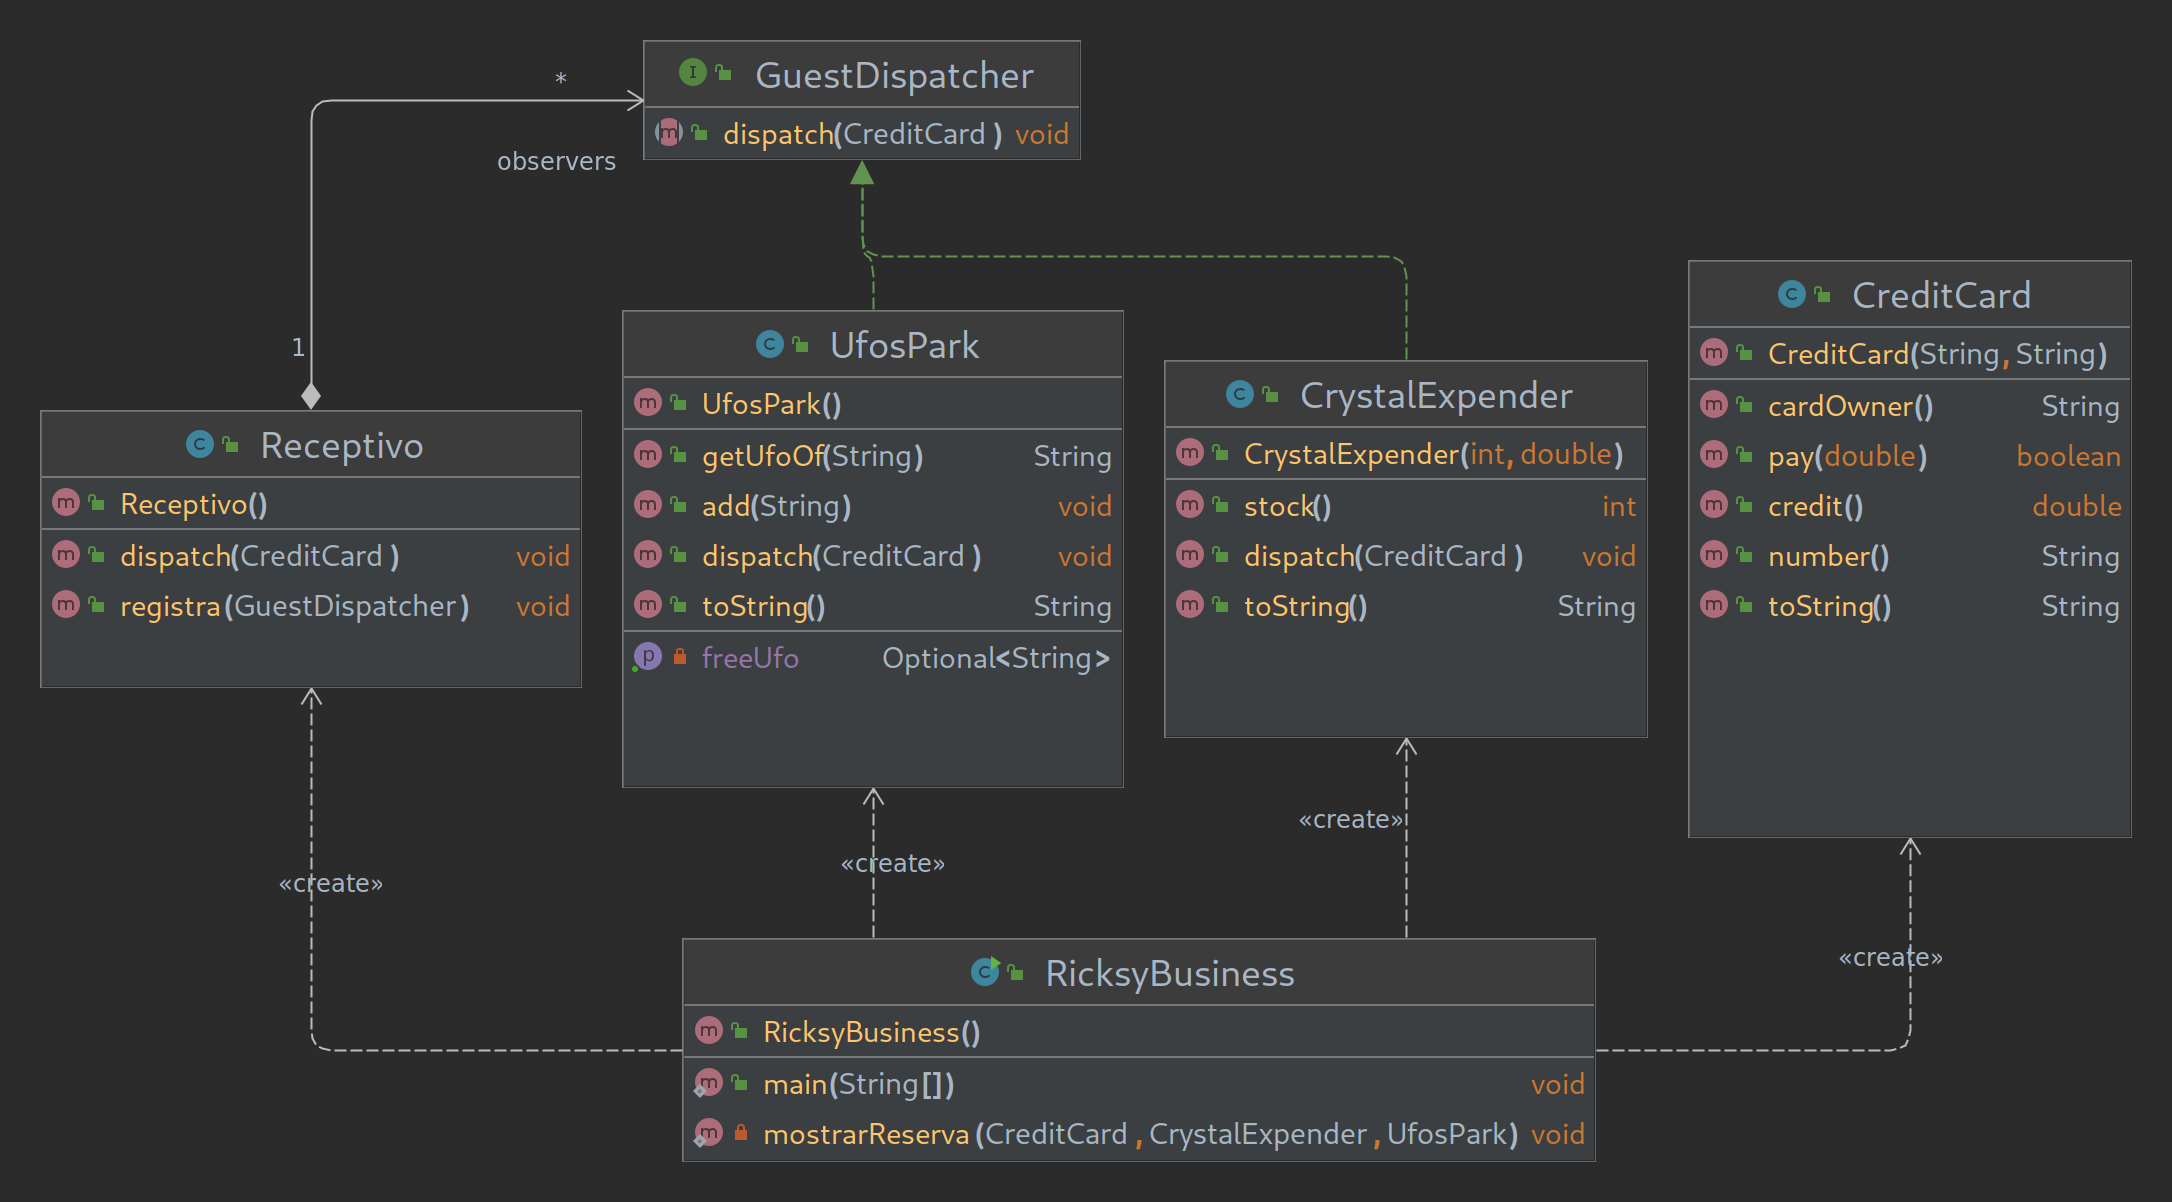 GuestDispatcher
dispatch(CreditCard ) void
*
observers
1
Receptivo
Receptivo()
dispatch(CreditCard ) void
registra(GuestDispatcher) void
UfosPark
UfosPark()
getUfoOf(String) String
add(String) void
dispatch(CreditCard ) void
toString() String
freeUfo Optional<String>
CrystalExpender
CrystalExpender(int, double)
stock() int
dispatch(CreditCard ) void
toString() String
CreditCard
CreditCard(String, String)
cardOwner() String
pay(double) boolean
credit() double
number() String
toString() String
«create»
«create»
«create»
«create»
RicksyBusiness
RicksyBusiness()
main(String[]) void
mostrarReserva(CreditCard , CrystalExpender , UfosPark) void